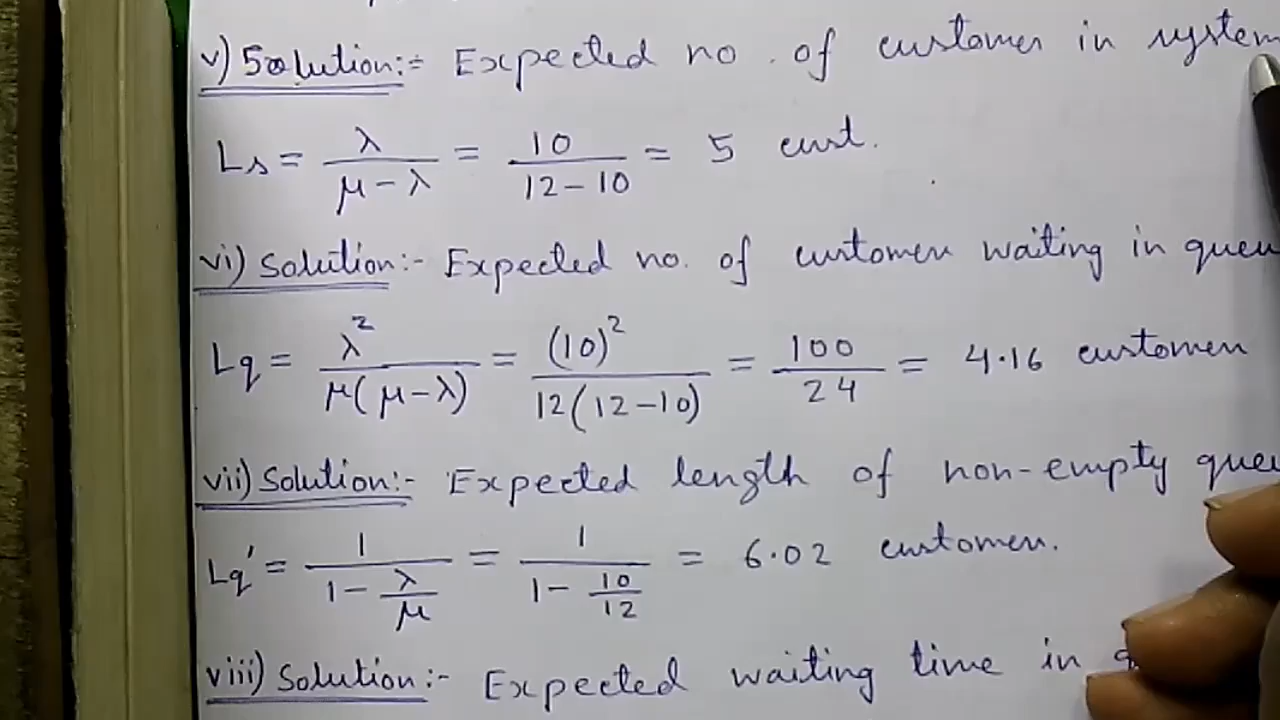 v) Solution:- Expected no. of customer in system
Ls = λ / (μ - λ) = 10 / (12 - 10) = 5 cust.
vi) Solution:- Expected no. of customer waiting in queu
Lq = λ² / μ(μ - λ) = (10)² / 12(12 - 10) = 100 / 24 = 4.16 customer
vii) Solution:- Expected length of non-empty queu
Lq' = 1 / (1 - λ/μ) = 1 / (1 - 10/12) = 6.02 customer.
viii) Solution:- Expected waiting time in